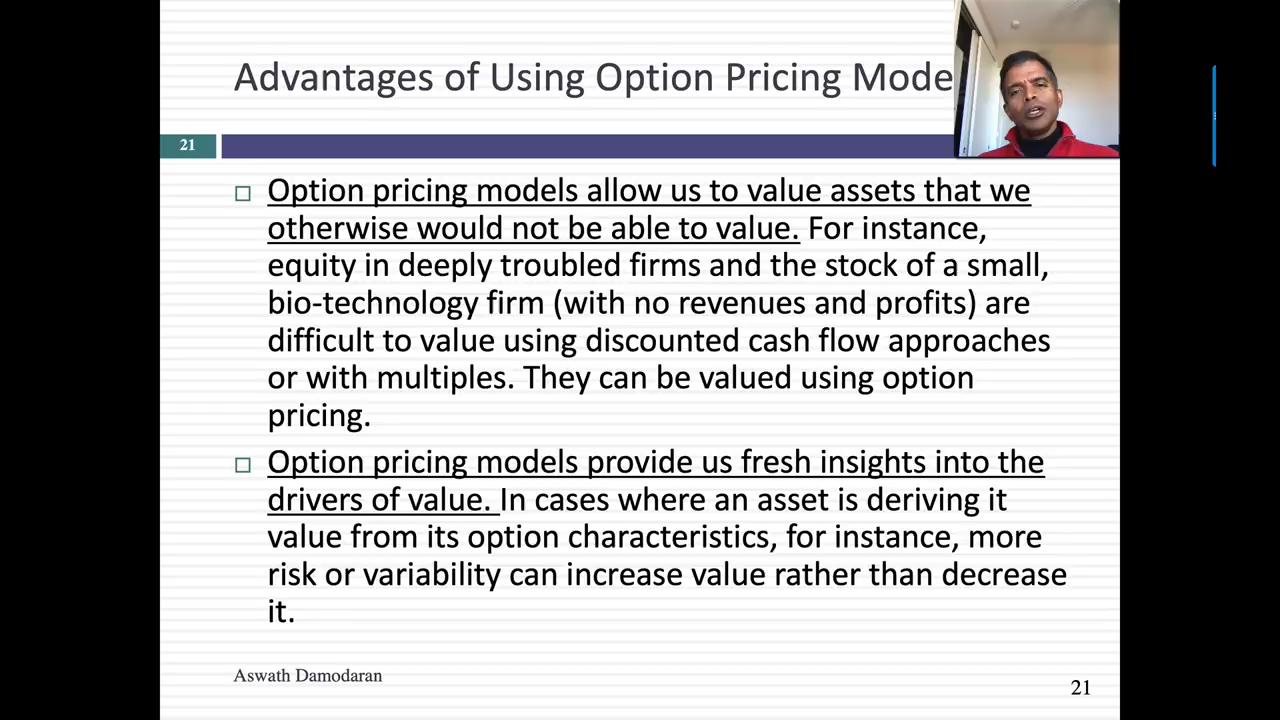 Advantages of Using Option Pricing Mode
21
Option pricing models allow us to value assets that we
otherwise would not be able to value. For instance,
equity in deeply troubled firms and the stock of a small,
bio-technology firm (with no revenues and profits) are
difficult to value using discounted cash flow approaches
or with multiples. They can be valued using option
pricing.
Option pricing models provide us fresh insights into the
drivers of value. In cases where an asset is deriving it
value from its option characteristics, for instance, more
risk or variability can increase value rather than decrease
it.
Aswath Damodaran
21